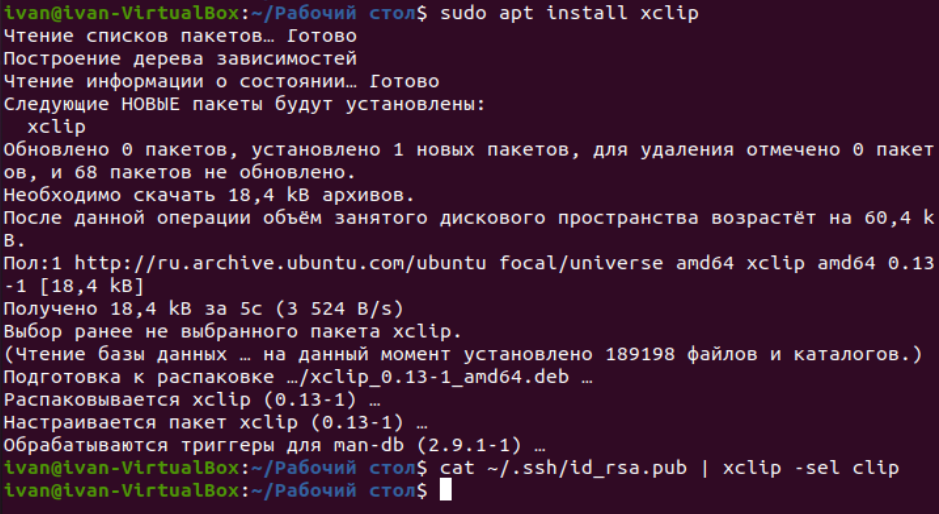 ivan@ivan-VirtualBox:~/Рабочий стол$ sudo apt install xclip
Чтение списков пакетов… Готово
Построение дерева зависимостей
Чтение информации о состоянии… Готово
Следующие НОВЫЕ пакеты будут установлены:
  xclip
Обновлено 0 пакетов, установлено 1 новых пакетов, для удаления отмечено 0 пакет
ов, и 68 пакетов не обновлено.
Необходимо скачать 18,4 kB архивов.
После данной операции объём занятого дискового пространства возрастёт на 60,4 k
B.
Пол:1 http://ru.archive.ubuntu.com/ubuntu focal/universe amd64 xclip amd64 0.13
-1 [18,4 kB]
Получено 18,4 kB за 5с (3 524 B/s)
Выбор ранее не выбранного пакета xclip.
(Чтение базы данных … на данный момент установлено 189198 файлов и каталогов.)
Подготовка к распаковке …/xclip_0.13-1_amd64.deb …
Распаковывается xclip (0.13-1) …
Настраивается пакет xclip (0.13-1) …
Обрабатываются триггеры для man-db (2.9.1-1) …
ivan@ivan-VirtualBox:~/Рабочий стол$ cat ~/.ssh/id_rsa.pub | xclip -sel clip
ivan@ivan-VirtualBox:~/Рабочий стол$